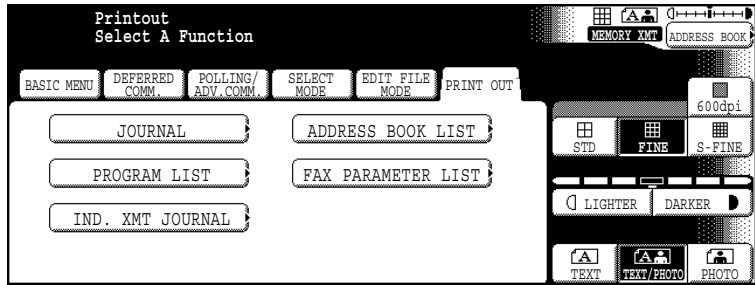 Printout
Select A Function
MEMORY XMT
ADDRESS BOOK
BASIC MENU
DEFERRED
COMM.
POLLING/
ADV.COMM.
SELECT
MODE
EDIT FILE
MODE
PRINT OUT
600dpi
JOURNAL
ADDRESS BOOK LIST
STD
FINE
S-FINE
PROGRAM LIST
FAX PARAMETER LIST
IND. XMT JOURNAL
LIGHTER
DARKER
A
A
A
TEXT
TEXT/PHOTO
PHOTO